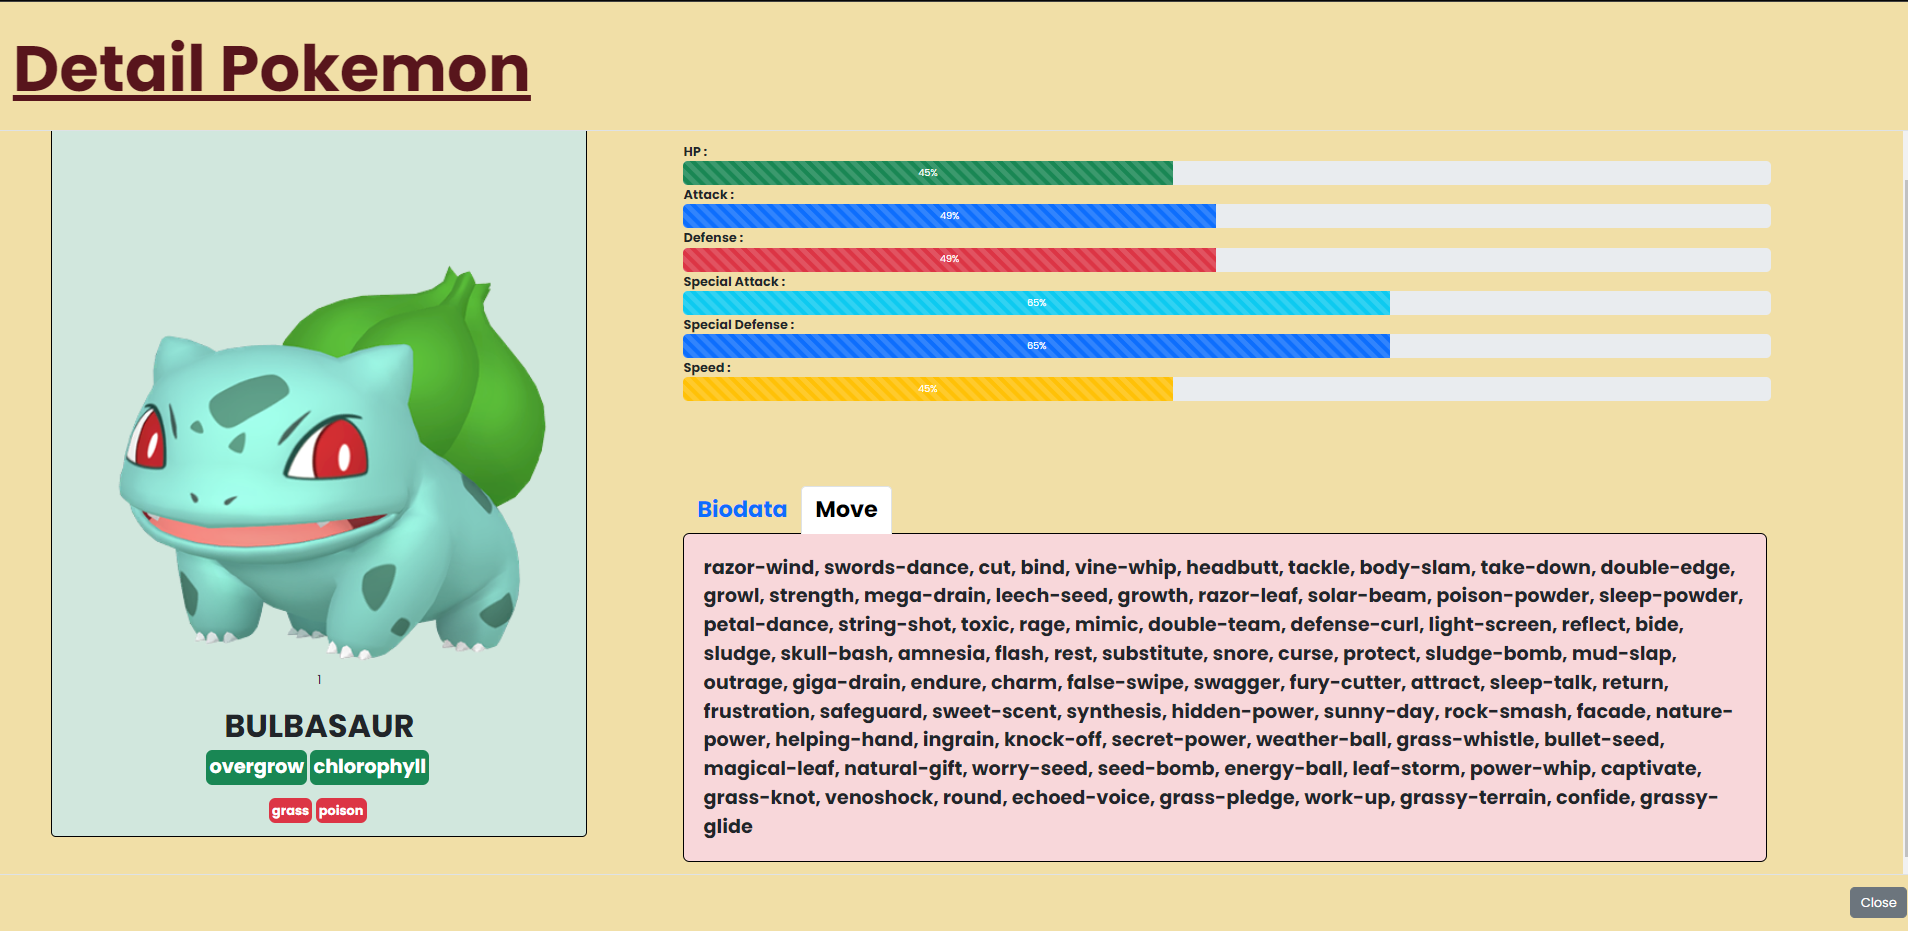 Detail Pokemon
1
BULBASAUR
overgrow chlorophyll
grass poison
HP :
45%
Attack :
49%
Defense :
49%
Special Attack :
65%
Special Defense :
65%
Speed :
45%
Biodata Move
razor-wind, swords-dance, cut, bind, vine-whip, headbutt, tackle, body-slam, take-down, double-edge,
growl, strength, mega-drain, leech-seed, growth, razor-leaf, solar-beam, poison-powder, sleep-powder,
petal-dance, string-shot, toxic, rage, mimic, double-team, defense-curl, light-screen, reflect, bide,
sludge, skull-bash, amnesia, flash, rest, substitute, snore, curse, protect, sludge-bomb, mud-slap,
outrage, giga-drain, endure, charm, false-swipe, swagger, fury-cutter, attract, sleep-talk, return,
frustration, safeguard, sweet-scent, synthesis, hidden-power, sunny-day, rock-smash, facade, nature-
power, helping-hand, ingrain, knock-off, secret-power, weather-ball, grass-whistle, bullet-seed,
magical-leaf, natural-gift, worry-seed, seed-bomb, energy-ball, leaf-storm, power-whip, captivate,
grass-knot, venoshock, round, echoed-voice, grass-pledge, work-up, grassy-terrain, confide, grassy-
glide
Close